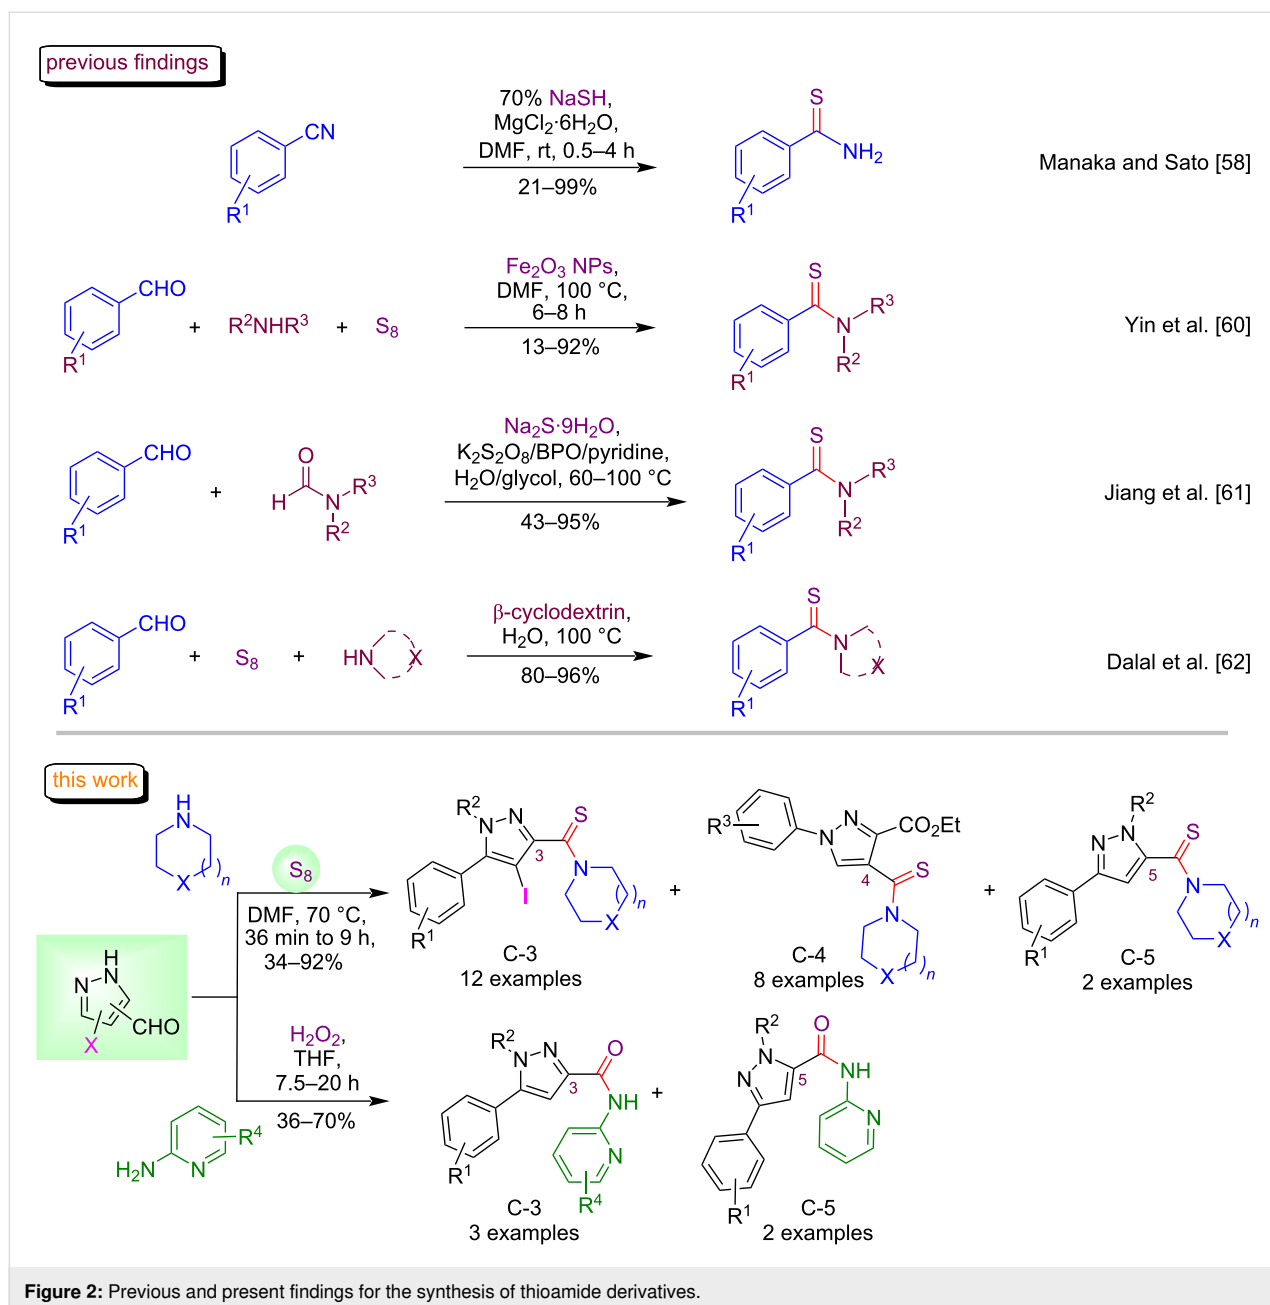 previous findings
CN
R¹
70% NaSH,
MgCl₂·6H₂O,
DMF, rt, 0.5–4 h
21–99%
S
NH₂
R¹
Manaka and Sato [58]
CHO
R¹
+
R²NHR³
+
S₈
Fe₂O₃ NPs,
DMF, 100 °C,
6–8 h
13–92%
S
R³
N
R²
R¹
Yin et al. [60]
CHO
R¹
+
O
H
N
R³
R²
Na₂S·9H₂O,
K₂S₂O₈/BPO/pyridine,
H₂O/glycol, 60–100 °C
43–95%
S
R³
N
R²
R¹
Jiang et al. [61]
CHO
R¹
+
S₈
+
HN
X
β-cyclodextrin,
H₂O, 100 °C
80–96%
S
N
X
R¹
Dalal et al. [62]
this work
H
N
X
( )n
S₈
DMF, 70 °C,
36 min to 9 h,
34–92%
H
N
N
CHO
X
H₂O₂,
THF,
7.5–20 h
36–70%
R⁴
H₂N
N
R²
N
N
S
3
N
I
( )n
X
R¹
C-3
12 examples
+
R³
N
N
CO₂Et
4
S
N
X
( )n
C-4
8 examples
+
R²
N
N
S
5
N
( )n
X
R¹
C-5
2 examples
R²
N
N
O
3
NH
N
R¹
R⁴
C-3
3 examples
+
R²
O
N
N
5
NH
N
R¹
C-5
2 examples
Figure 2: Previous and present findings for the synthesis of thioamide derivatives.